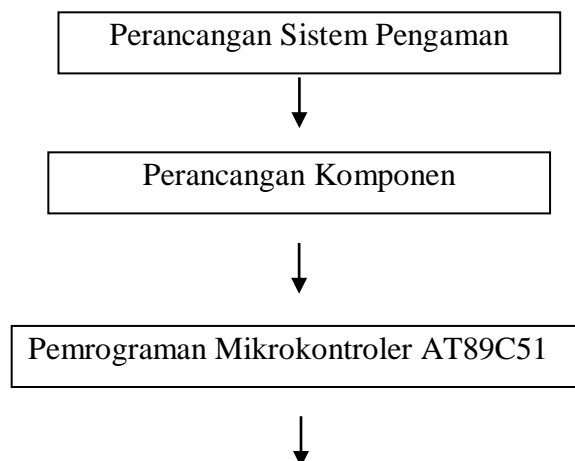 Perancangan Sistem Pengaman
Perancangan Komponen
Pemrograman Mikrokontroler AT89C51